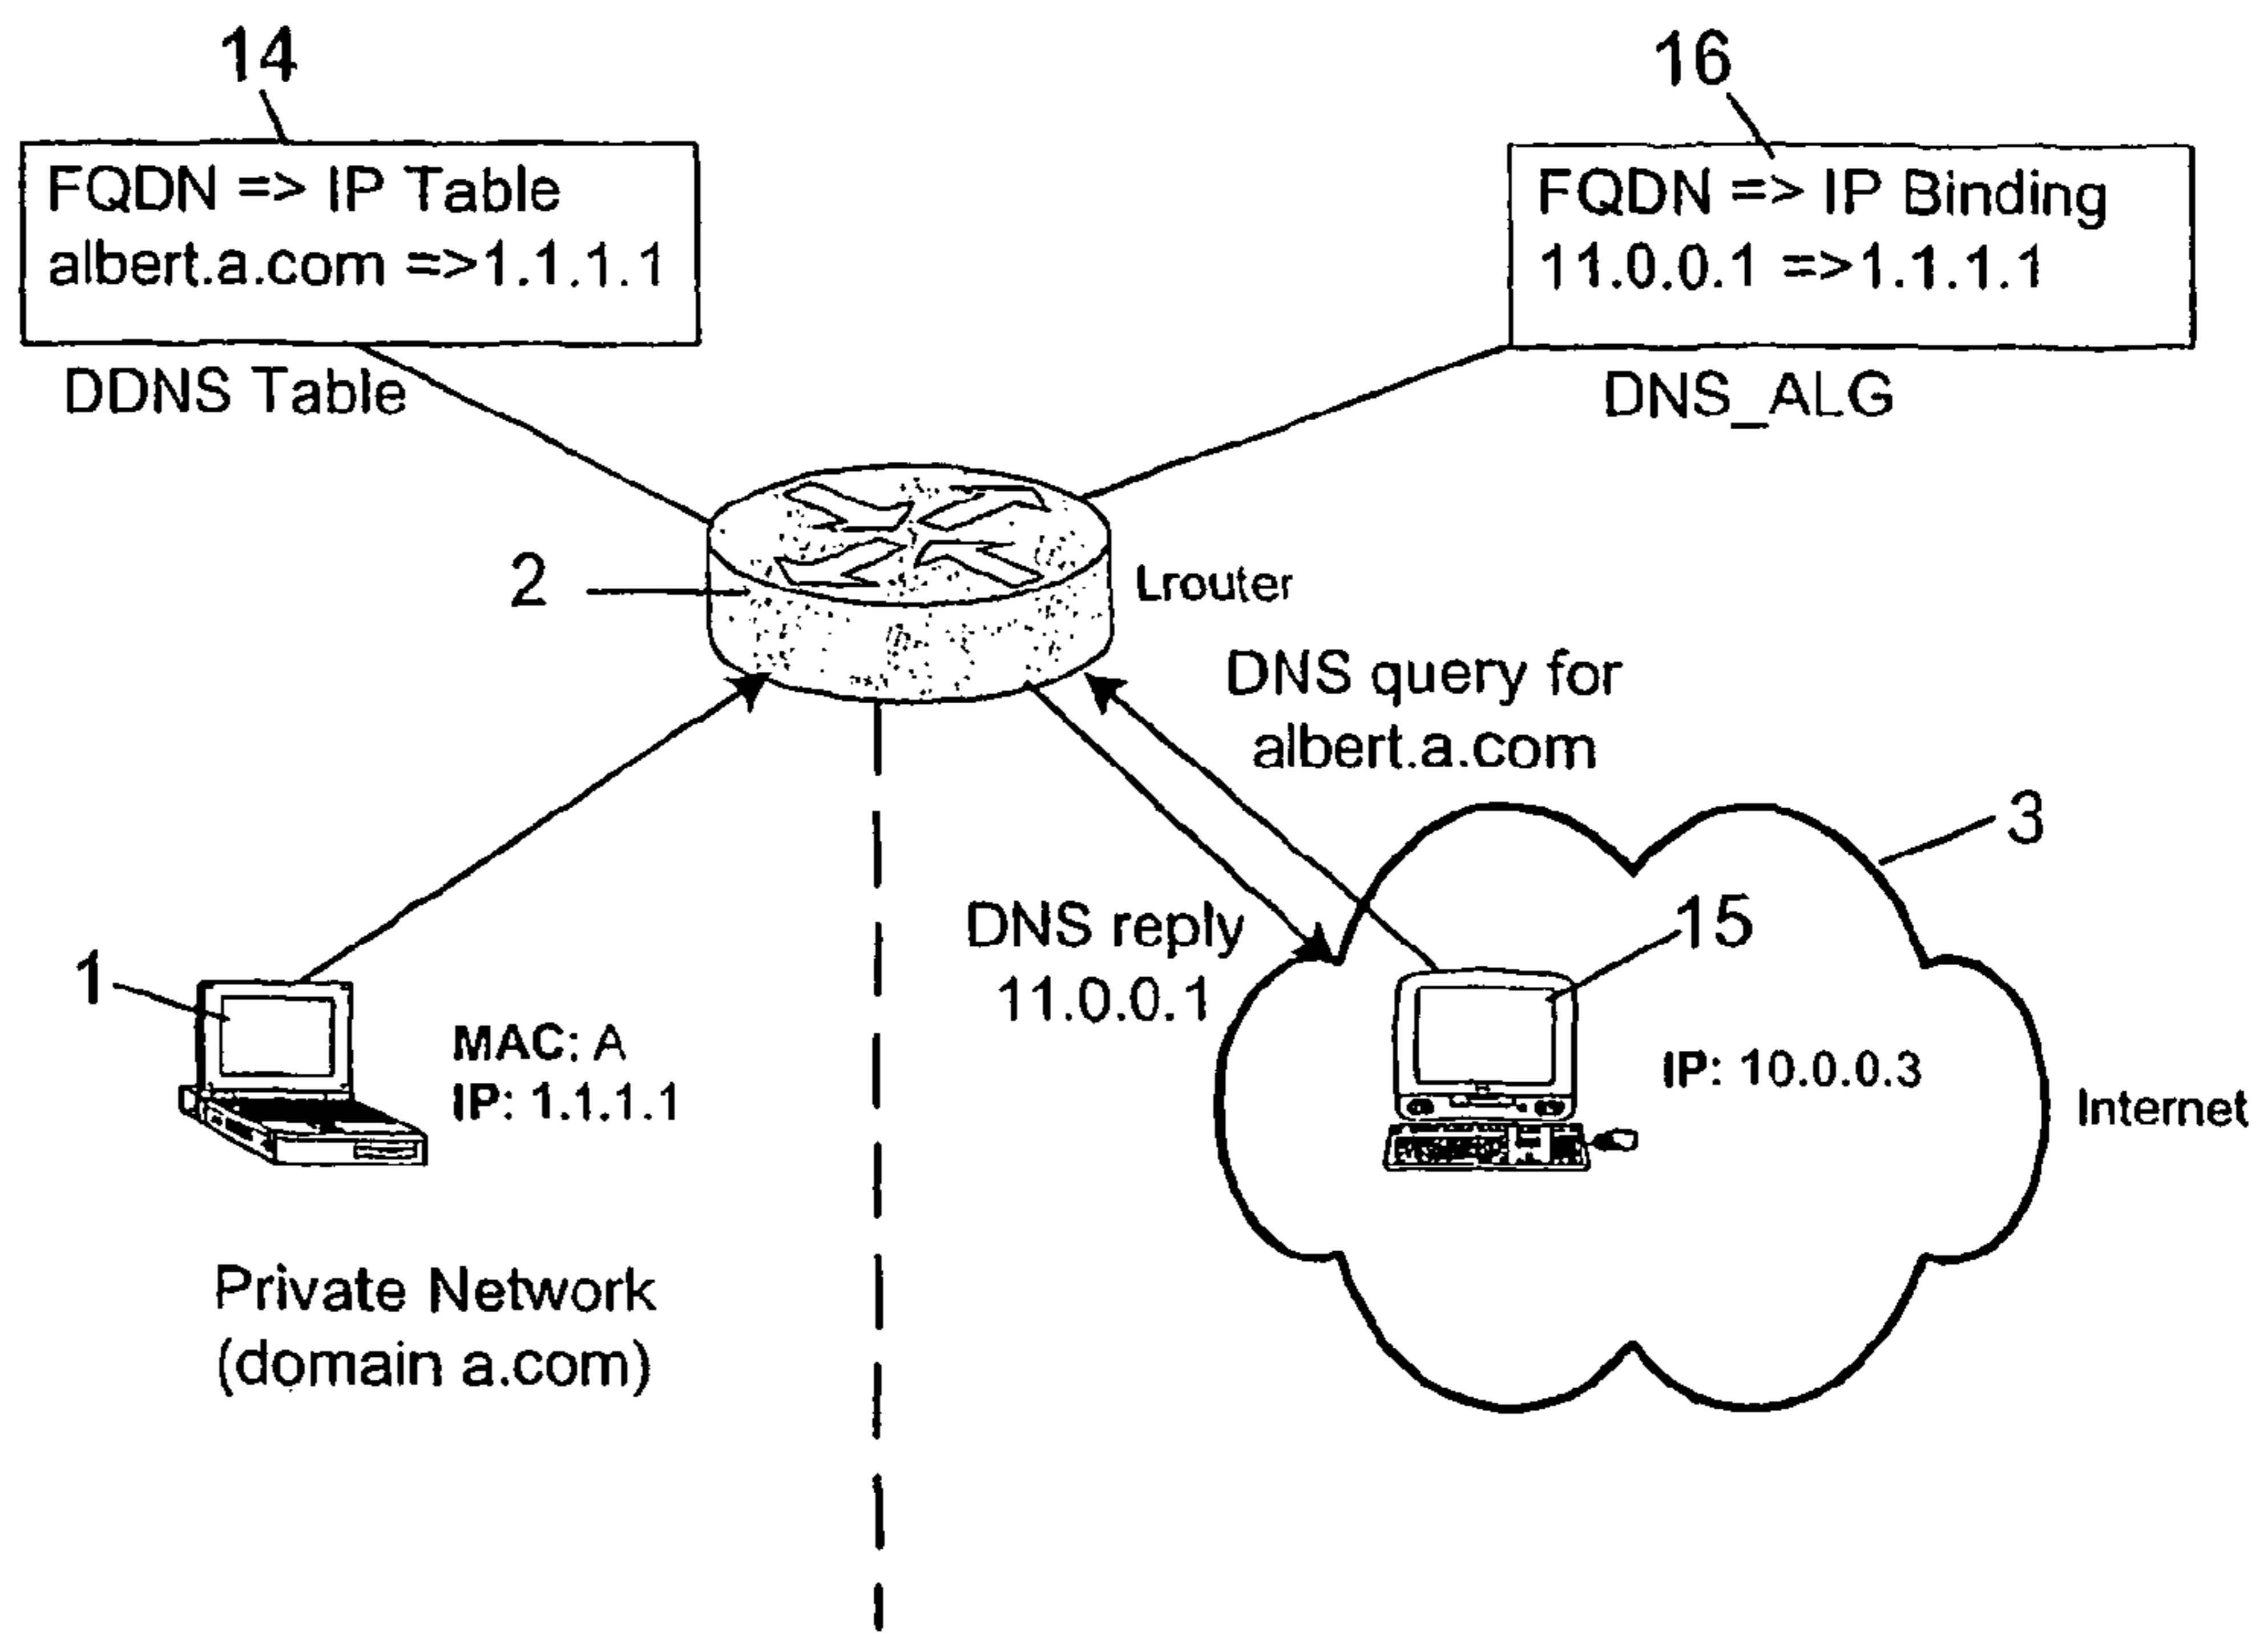 14
FQDN => IP Table
albert.a.com =>1.1.1.1
DDNS Table
16
FQDN => IP Binding
11.0.0.1 =>1.1.1.1
DNS_ALG
2
Lrouter
DNS query for
albert.a.com
3
DNS reply
11.0.0.1
15
1
MAC: A
IP: 1.1.1.1
IP: 10.0.0.3
Internet
Private Network
(domain a.com)